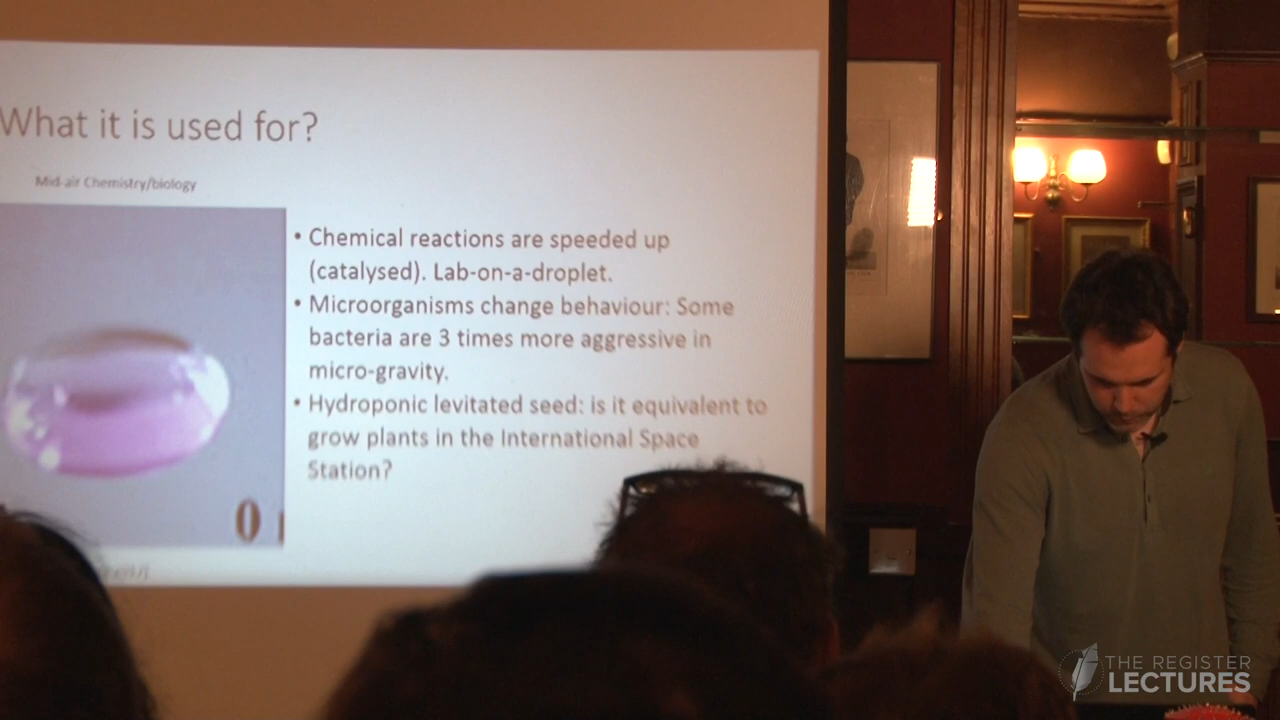 What it is used for?
Mid-air Chemistry/biology
• Chemical reactions are speeded up
(catalysed). Lab-on-a-droplet.
• Microorganisms change behaviour: Some
bacteria are 3 times more aggressive in
micro-gravity.
• Hydroponic levitated seed: is it equivalent to
grow plants in the International Space
Station?
0
THE REGISTER
LECTURES